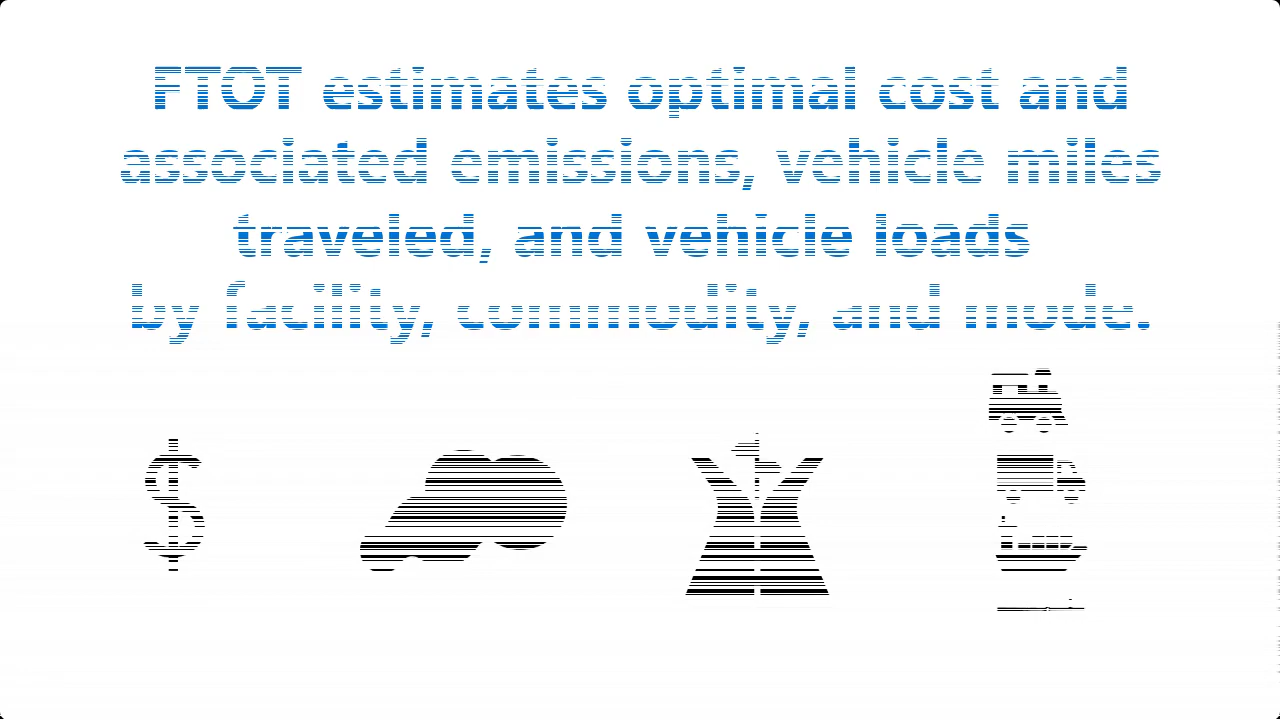 FTOT estimates optimal cost and
associated emissions, vehicle miles
traveled, and vehicle loads
by facility, commodity, and mode.
$